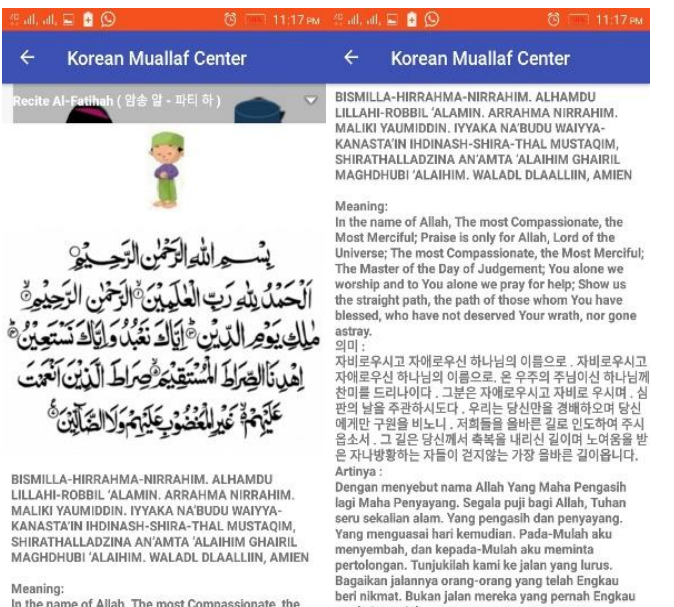 11:17 PM
Korean Muallaf Center
Recite Al-Fatihah ( 암송 알 - 파티 하 )
بِسْمِ اللهِ الرَّحْمٰنِ الرَّحِيْمِ
اَلْحَمْدُ لِلّٰهِ رَبِّ الْعٰلَمِيْنَ الرَّحْمٰنِ الرَّحِيْمِ
مٰلِكِ يَوْمِ الدِّيْنِ اِيَّاكَ نَعْبُدُ وَاِيَّاكَ نَسْتَعِيْنُ
اِهْدِنَا الصِّرَاطَ الْمُسْتَقِيْمَ صِرَاطَ الَّذِيْنَ اَنْعَمْتَ
عَلَيْهِمْ غَيْرِ الْمَغْضُوْبِ عَلَيْهِمْ وَلَا الضَّآلِّيْنَ
BISMILLA-HIRRAHMA-NIRRAHIM. ALHAMDU
LILLAHI-ROBBIL ‘ALAMIN. ARRAHMA NIRRAHIM.
MALIKI YAUMIDDIN. IYYAKA NA’BUDU WAIYYA-
KANASTA’IN IHDINASH-SHIRA-THAL MUSTAQIM,
SHIRATHALLADZINA AN’AMTA ‘ALAIHIM GHAIRIL
MAGHDHUBI ‘ALAIHIM. WALADL DLAALLIIN, AMIEN
Meaning:
In the name of Allah, The most Compassionate, the
11:17 PM
Korean Muallaf Center
BISMILLA-HIRRAHMA-NIRRAHIM. ALHAMDU
LILLAHI-ROBBIL ‘ALAMIN. ARRAHMA NIRRAHIM.
MALIKI YAUMIDDIN. IYYAKA NA’BUDU WAIYYA-
KANASTA’IN IHDINASH-SHIRA-THAL MUSTAQIM,
SHIRATHALLADZINA AN’AMTA ‘ALAIHIM GHAIRIL
MAGHDHUBI ‘ALAIHIM. WALADL DLAALLIIN, AMIEN
Meaning:
In the name of Allah, The most Compassionate, the
Most Merciful; Praise is only for Allah, Lord of the
Universe; The most Compassionate, the Most Merciful;
The Master of the Day of Judgement; You alone we
worship and to You alone we pray for help; Show us
the straight path, the path of those whom You have
blessed, who have not deserved Your wrath, nor gone
astray.
의미 :
자비로우시고 자애로우신 하나님의 이름으로 . 자비로우시고
자애로우신 하나님의 이름으로. 온 우주의 주님이신 하나님께
찬미를 드리나이다 . 그분은 자애로우시고 자비로 우시며 . 심
판의 날을 주관하시도다 . 우리는 당신만을 경배하오며 당신
에게만 구원을 비노니 . 저희들을 올바른 길로 인도하여 주시
옵소서 . 그 길은 당신께서 축복을 내리신 길이며 노여움을 받
은 자나방황하는 자들이 걷지않는 가장 올바른 길이옵니다.
Artinya :
Dengan menyebut nama Allah Yang Maha Pengasih
lagi Maha Penyayang. Segala puji bagi Allah, Tuhan
seru sekalian alam. Yang pengasih dan penyayang.
Yang menguasai hari kemudian. Pada-Mulah aku
menyembah, dan kepada-Mulah aku meminta
pertolongan. Tunjukilah kami ke jalan yang lurus.
Bagaikan jalannya orang-orang yang telah Engkau
beri nikmat. Bukan jalan mereka yang pernah Engkau